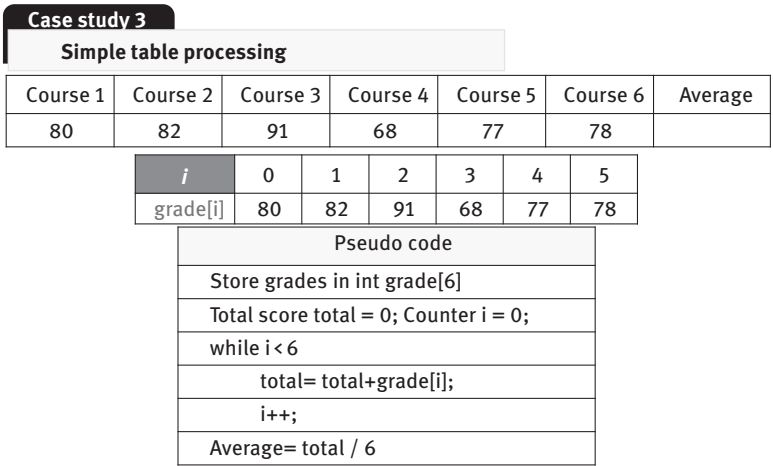 Case study 3
Simple table processing
Course 1 Course 2 Course 3 Course 4 Course 5 Course 6 Average
80 82 91 68 77 78
i 0 1 2 3 4 5
grade[i] 80 82 91 68 77 78
Pseudo code
Store grades in int grade[6]
Total score total = 0; Counter i = 0;
while i<6
total= total+grade[i];
i++;
Average= total / 6